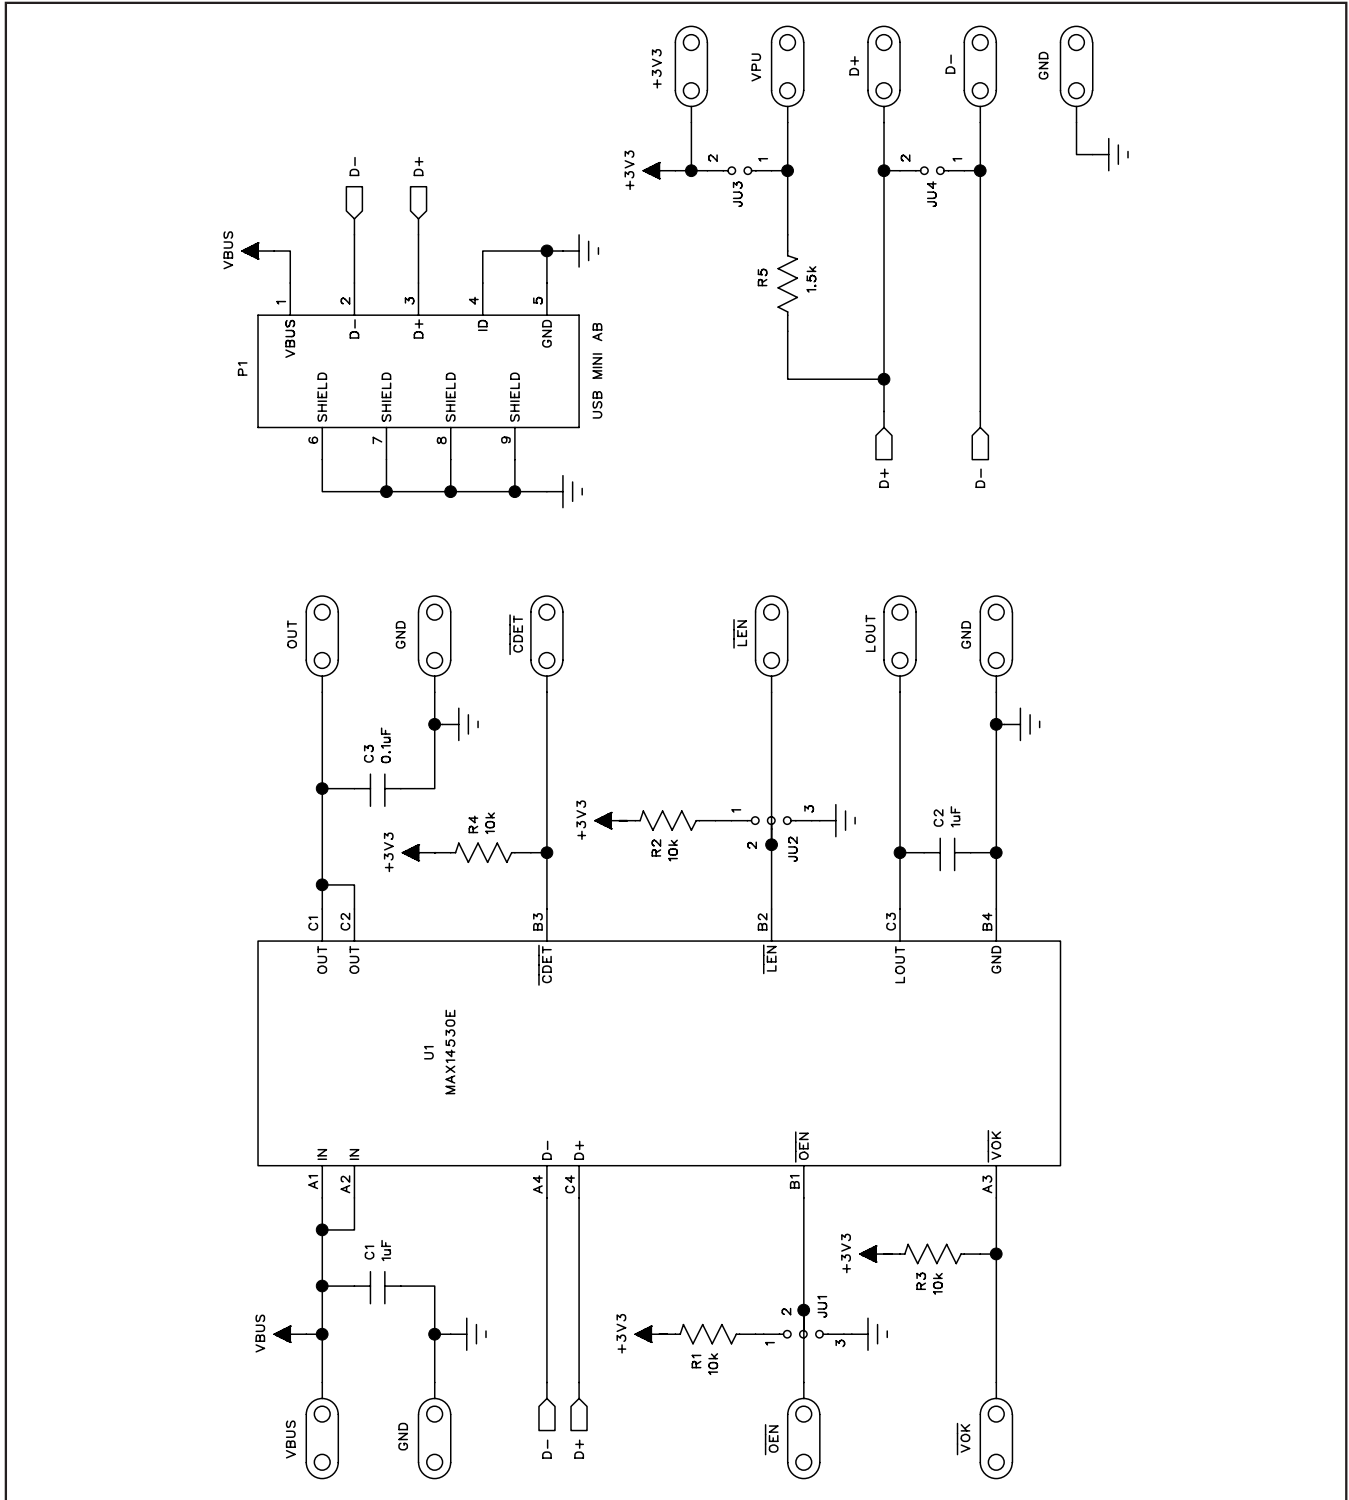 VBUS
VBUS
C1
1uF
GND
A1
A2
IN
IN
D-
D+
A4
C4
D-
D+
+3V3
R1
10k
1
2
3
JU1
OEN
B1
OEN
+3V3
R3
10k
VOK
A3
VOK
U1
MAX14530E
OUT
OUT
C1
C2
OUT
C3
0.1uF
GND
+3V3
R4
10k
CDET
B3
CDET
+3V3
R2
10k
1
2
3
JU2
LEN
B2
LEN
LOUT
C3
LOUT
C2
1uF
GND
B4
GND
P1
USB MINI AB
VBUS
VBUS
1
D-
2
D-
D+
3
D+
ID
4
GND
5
SHIELD
6
SHIELD
7
SHIELD
8
SHIELD
9
+3V3
+3V3
2
JU3
1
VPU
R5
1.5k
D+
D+
2
JU4
1
D-
D-
GND